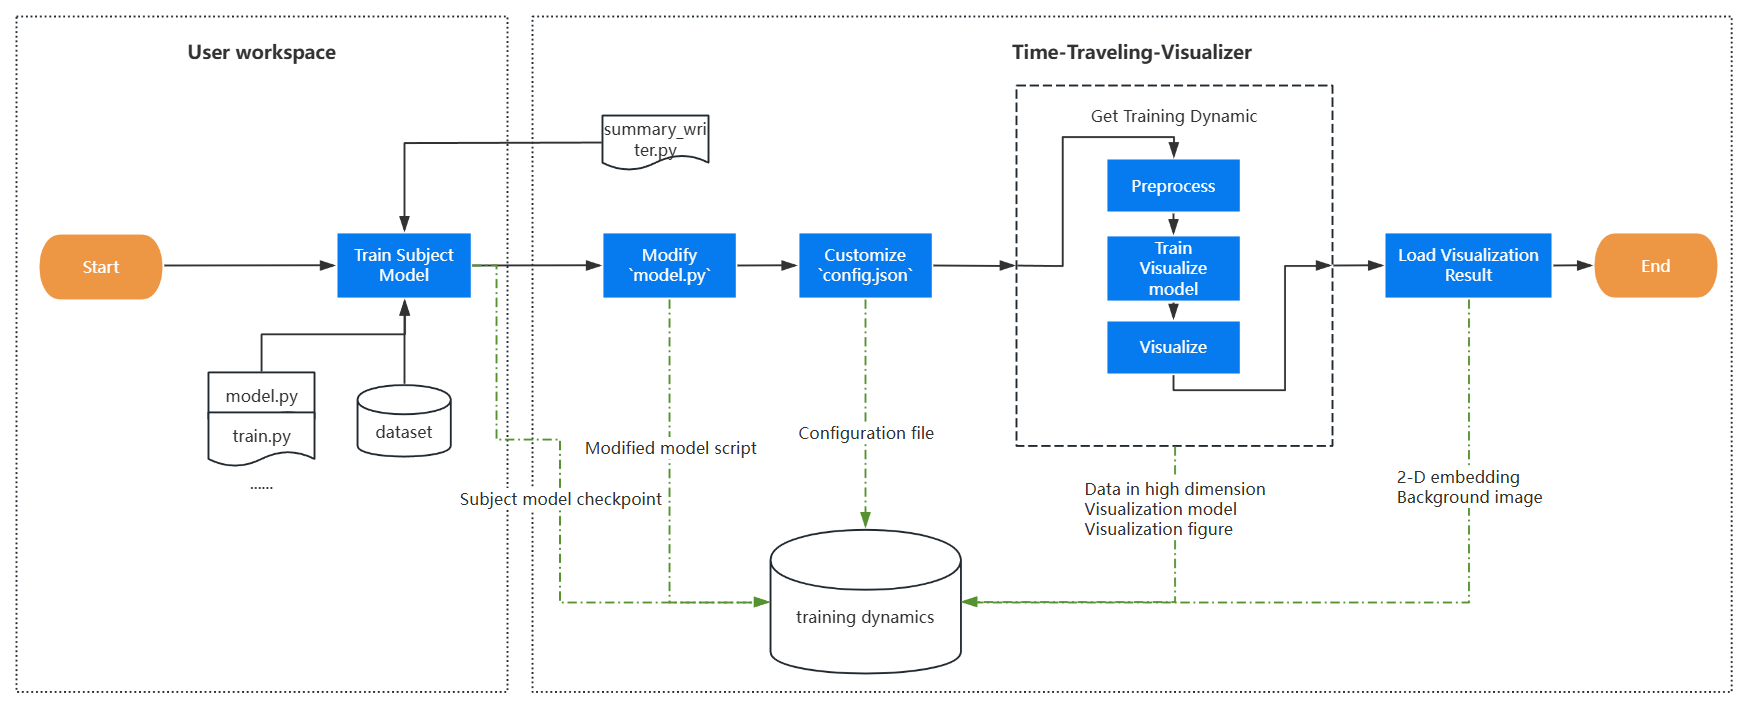 User workspace
Time-Traveling-Visualizer
summary_wri
ter.py
Get Training Dynamic
Preprocess
Start
Train Subject
Model
Modify
`model.py`
Customize
`config.json`
Train
Visualize
model
Load Visualization
Result
End
Visualize
model.py
train.py
......
dataset
Modified model script
Configuration file
Subject model checkpoint
Data in high dimension
Visualization model
Visualization figure
2-D embedding
Background image
training dynamics